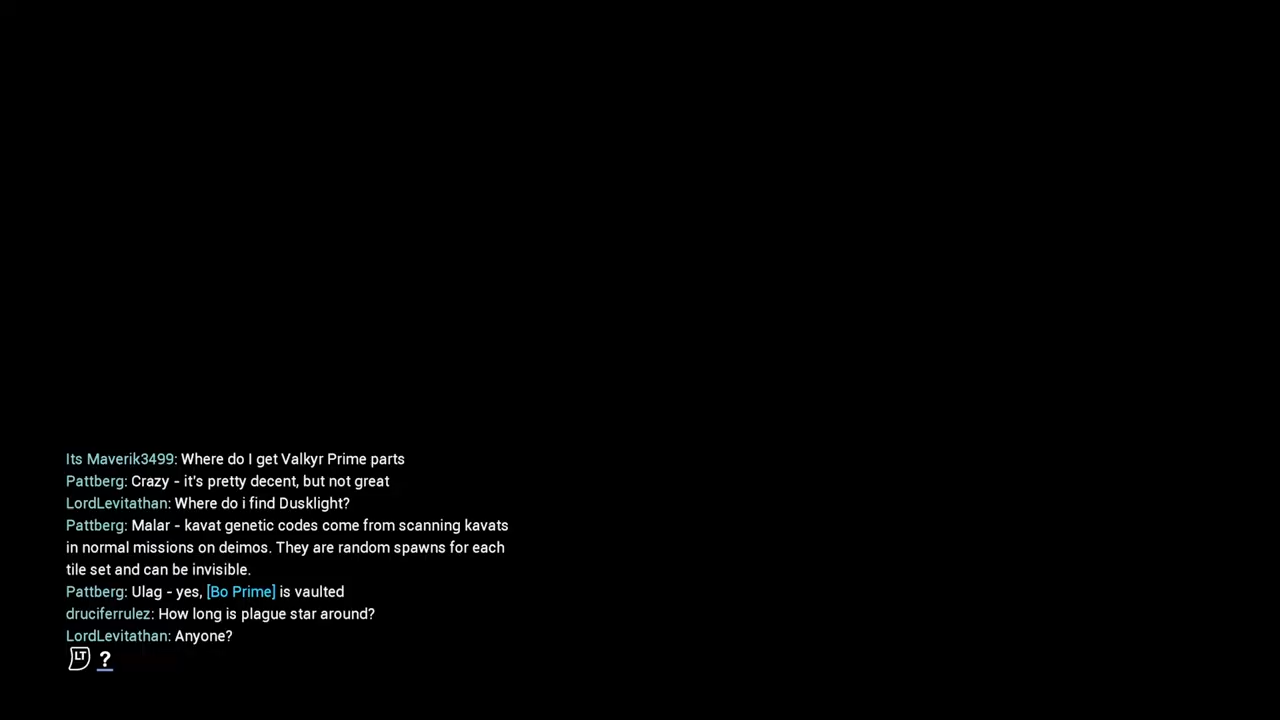 Its Maverik3499: Where do I get Valkyr Prime parts
Pattberg: Crazy - it's pretty decent, but not great
LordLevitathan: Where do i find Dusklight?
Pattberg: Malar - kavat genetic codes come from scanning kavats
in normal missions on deimos. They are random spawns for each
tile set and can be invisible.
Pattberg: Ulag - yes, [Bo Prime] is vaulted
druciferrulez: How long is plague star around?
LordLevitathan: Anyone?
LT ?